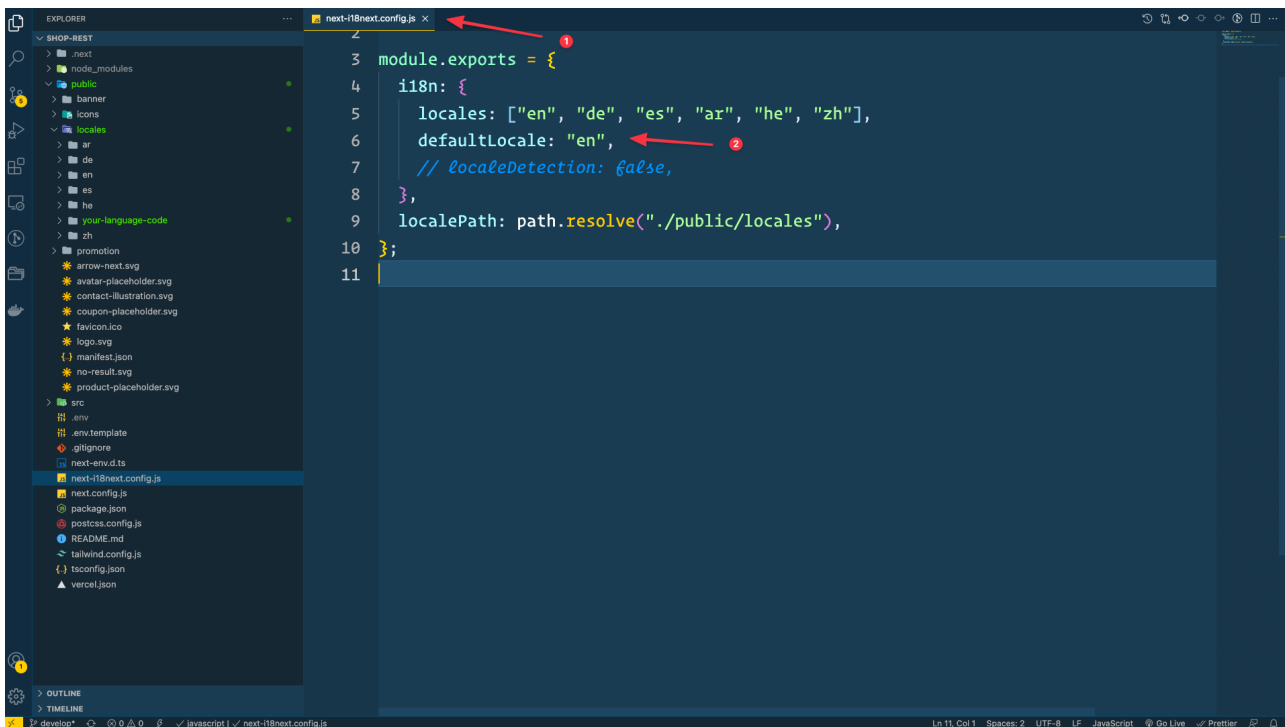 EXPLORER
next-i18next.config.js
1
SHOP-REST
.next
node_modules
public
banner
icons
locales
ar
de
en
es
he
your-language-code
zh
promotion
arrow-next.svg
avatar-placeholder.svg
contact-illustration.svg
coupon-placeholder.svg
favicon.ico
logo.svg
manifest.json
no-result.svg
product-placeholder.svg
src
.env
.env.template
.gitignore
next-env.d.ts
next-i18next.config.js
next.config.js
package.json
postcss.config.js
README.md
tailwind.config.js
tsconfig.json
vercel.json
OUTLINE
TIMELINE
5
1
2
3 module.exports = {
4 i18n: {
5 locales: ["en", "de", "es", "ar", "he", "zh"],
6 defaultLocale: "en", 2
7 // localeDetection: false,
8 },
9 localePath: path.resolve("./public/locales"),
10 };
11
develop* 0 0 javascript | next-i18next.config.js Ln 11, Col 1 Spaces: 2 UTF-8 LF JavaScript Go Live Prettier